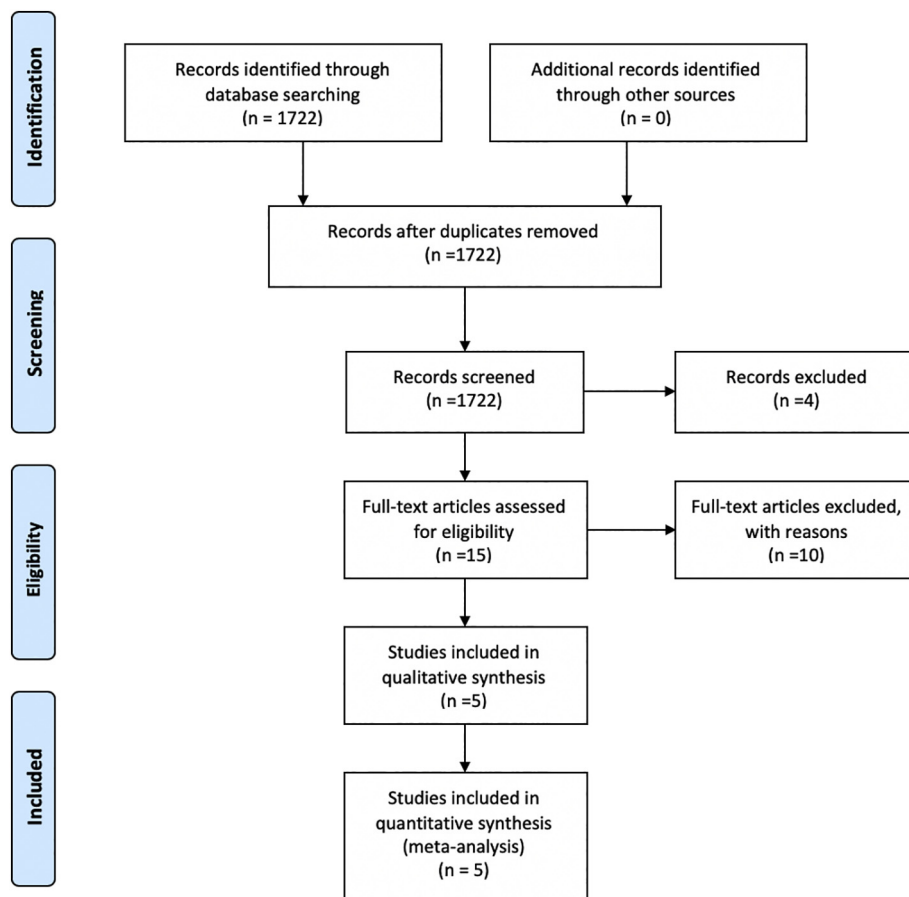 Identification
Records identified through
database searching
(n = 1722)
Additional records identified
through other sources
(n = 0)
Records after duplicates removed
(n =1722)
Screening
Records screened
(n =1722)
Records excluded
(n =4)
Eligibility
Full-text articles assessed
for eligibility
(n =15)
Full-text articles excluded,
with reasons
(n =10)
Studies included in
qualitative synthesis
(n =5)
Included
Studies included in
quantitative synthesis
(meta-analysis)
(n = 5)